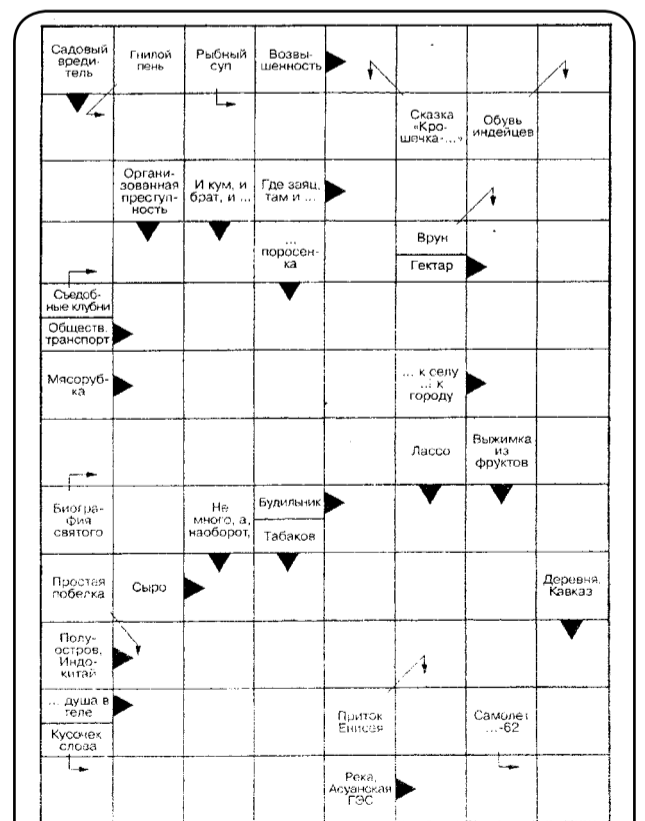 Садовый
вреди-
тель
Гнилой
пень
Рыбный
суп
Возвы-
шенность
Сказка
«Кро-
шечка-...»
Обувь
индейцев
Органи-
зованная
преступ-
ность
И кум, и
брат, и ...
Где заяц,
там и ...
...
поросен-
ка
Врун
Гектар
Съедоб-
ные клубни
Обществ.
транспорт
Мясоруб-
ка
... к селу
... к
городу
Лассо
Выжимка
из
фруктов
Биогра-
фия
святого
Не
много, а,
наоборот,
Будильник
Табаков
Простая
побелка
Сыро
Деревня,
Кавказ
Полу-
остров,
Индо-
китай
... душа в
теле
Кусочек
слова
Приток
Енисея
Самолет
...-62
Река,
Асуанская
ГЭС